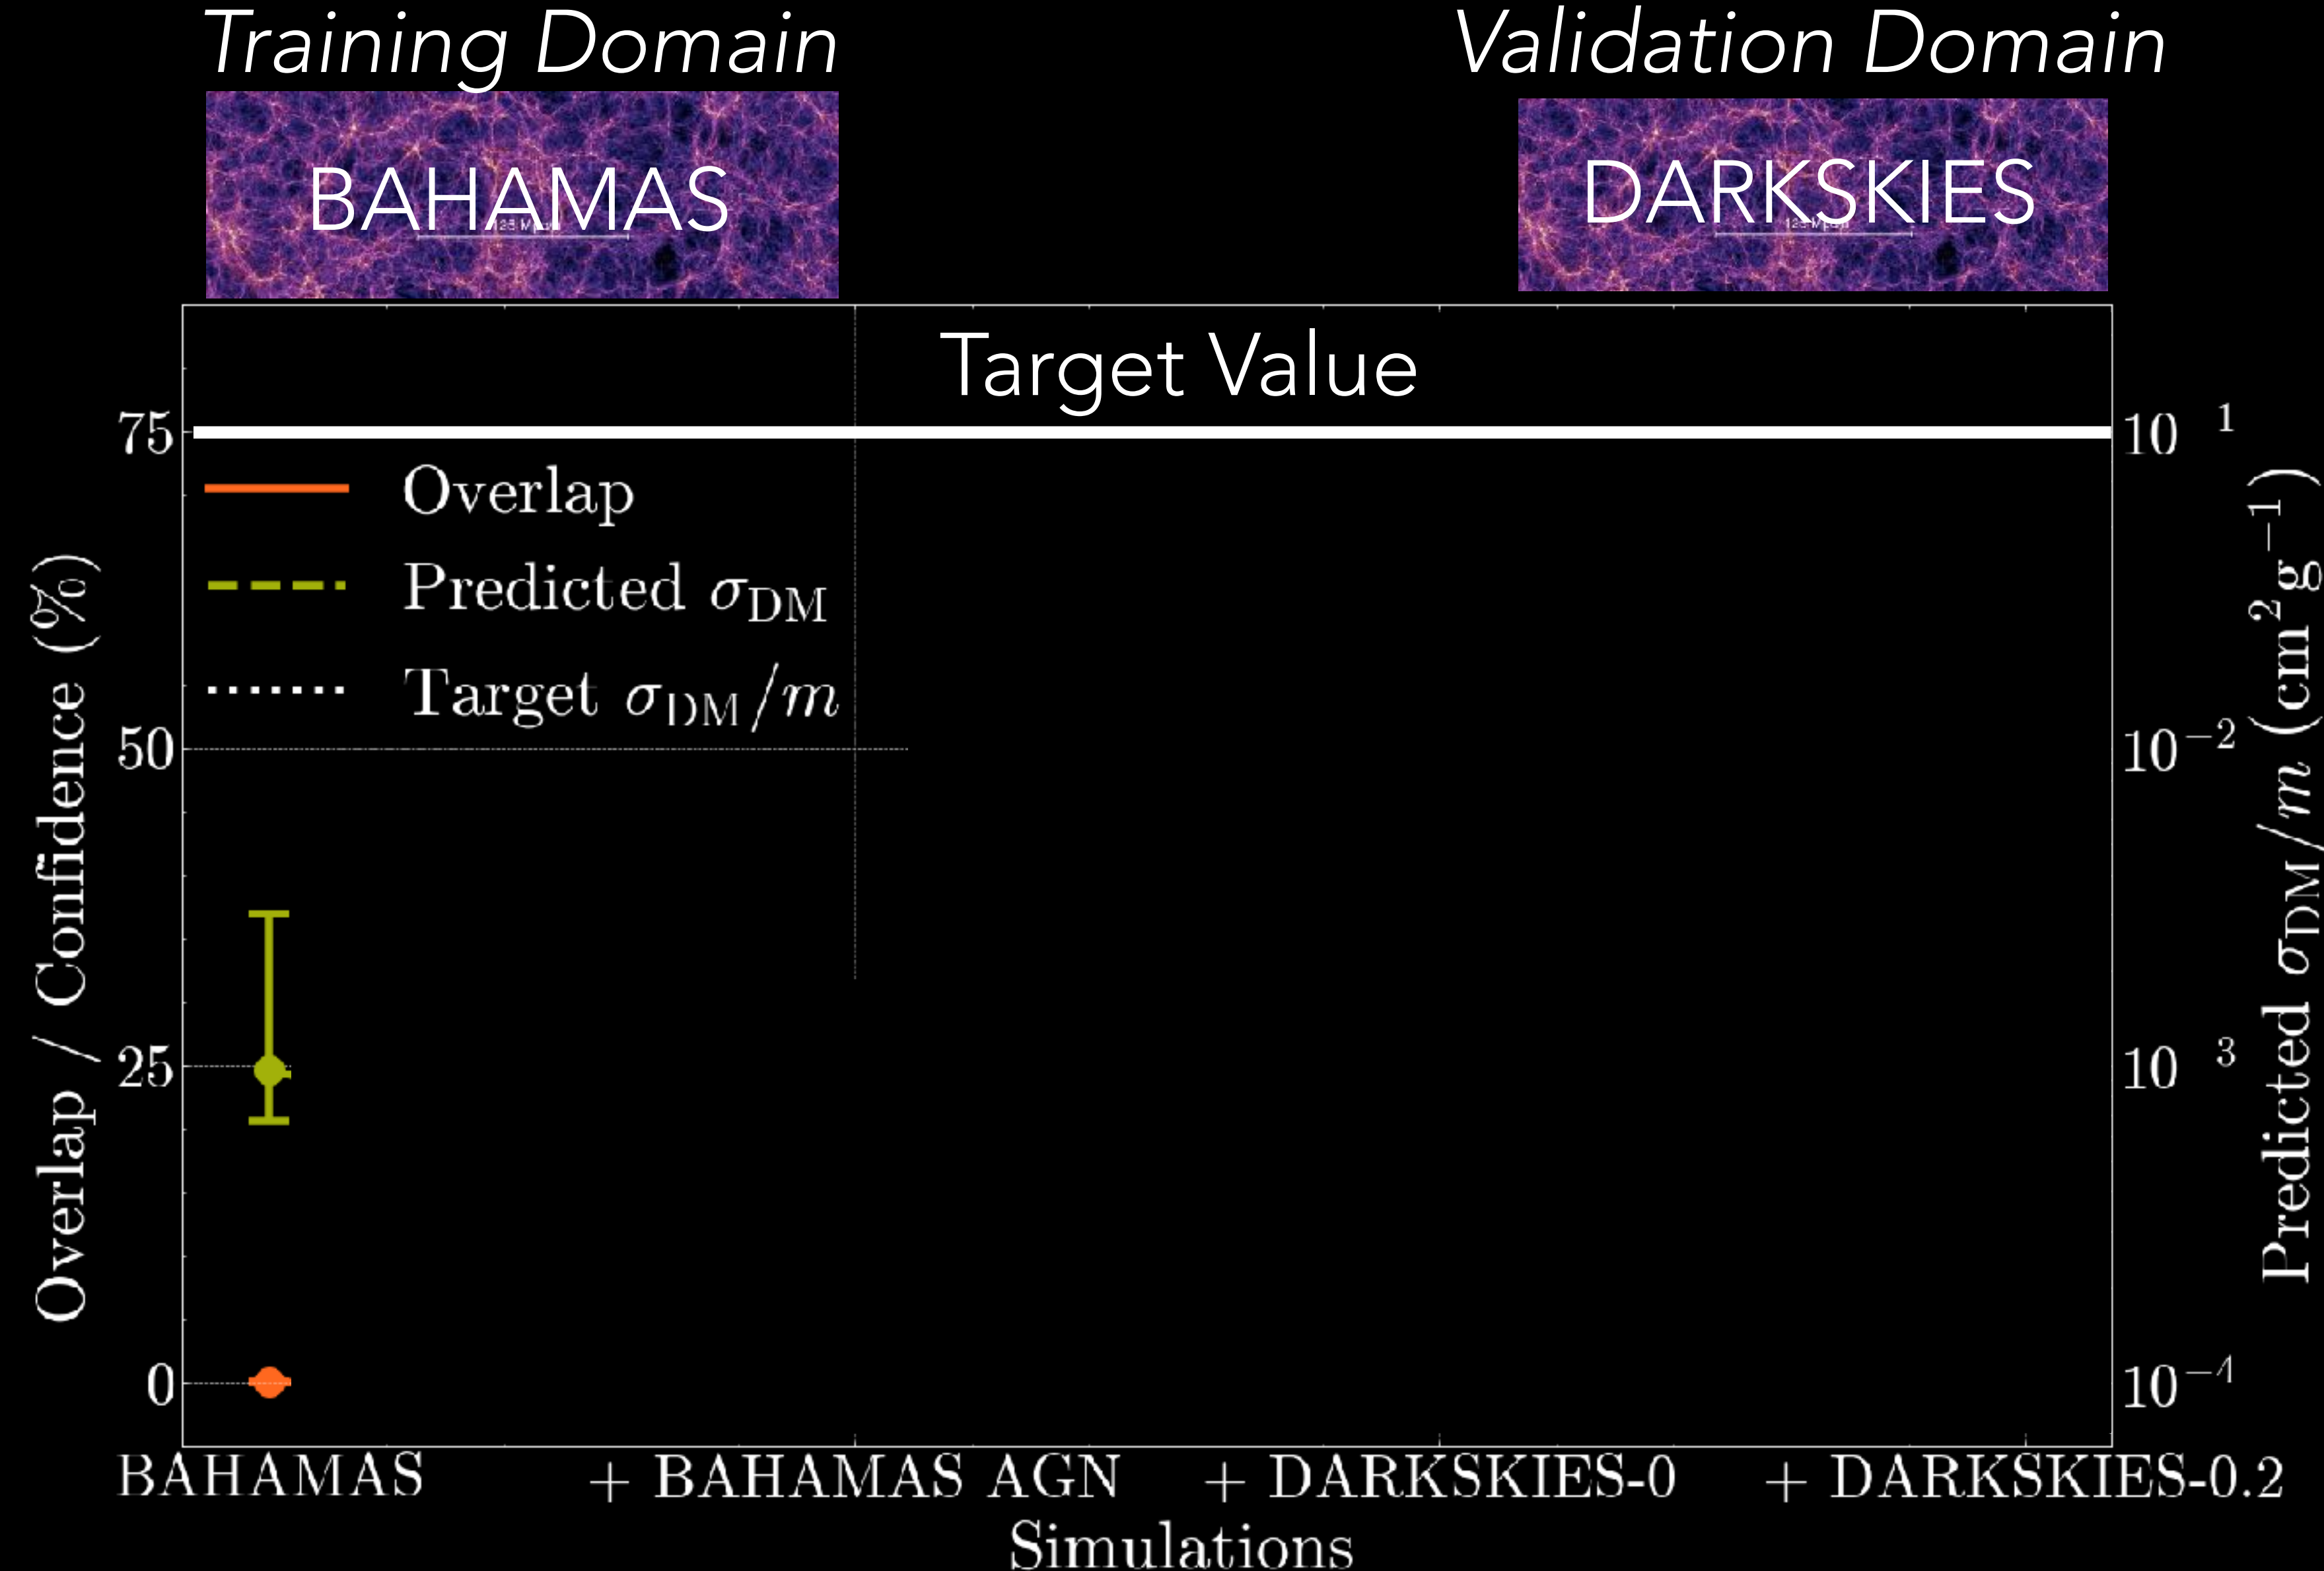 Training Domain
Validation Domain
BAHAMAS
DARKSKIES
Target Value
75
50
25
0
Overlap
Predicted σDM
Target σDM/m
10 1
10−2
10 3
10−4
Overlap / Confidence (%)
Predicted σDM/m (cm²g⁻¹)
BAHAMAS
+ BAHAMAS AGN
+ DARKSKIES-0
+ DARKSKIES-0.2
Simulations